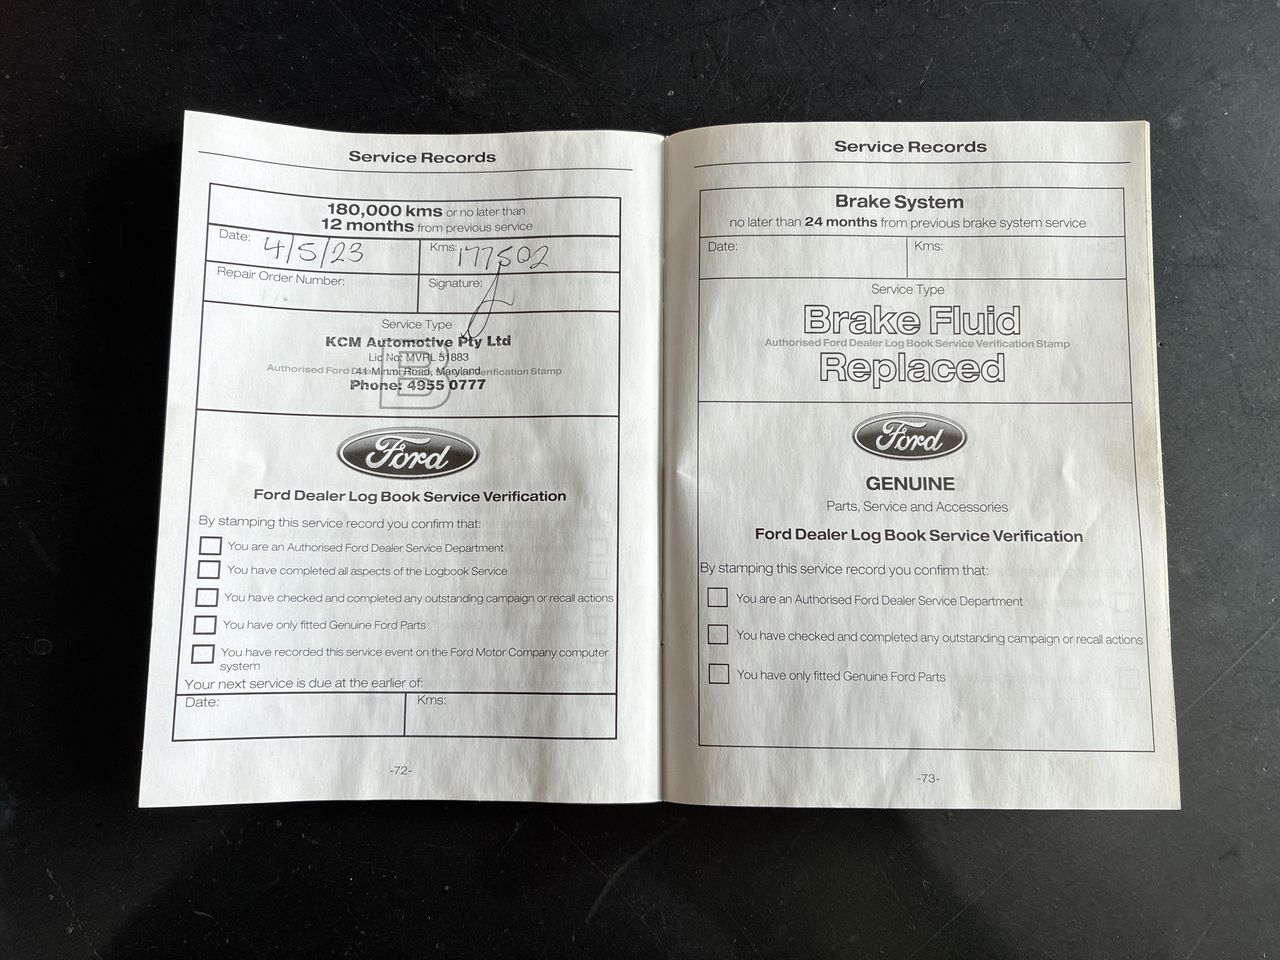 Service Records
180,000 kms or no later than
12 months from previous service
Date: 4/5/23
Kms: 177502
Repair Order Number:
Signature:
Service Type
B
KCM Automotive Pty Ltd
Lic No: MVRL 51883
Authorised Ford Dealer Log Book Service Verification Stamp
41 Minmi Road, Maryland
Phone: 4955 0777
Ford
Ford Dealer Log Book Service Verification
By stamping this service record you confirm that:
You are an Authorised Ford Dealer Service Department
You have completed all aspects of the Logbook Service
You have checked and completed any outstanding campaign or recall actions
You have only fitted Genuine Ford Parts
You have recorded this service event on the Ford Motor Company computer
system
Your next service is due at the earlier of:
Date:
Kms:
-72-
Service Records
Brake System
no later than 24 months from previous brake system service
Date:
Kms:
Service Type
Brake Fluid
Authorised Ford Dealer Log Book Service Verification Stamp
Replaced
Ford
GENUINE
Parts, Service and Accessories
Ford Dealer Log Book Service Verification
By stamping this service record you confirm that:
You are an Authorised Ford Dealer Service Department
You have checked and completed any outstanding campaign or recall actions
You have only fitted Genuine Ford Parts
-73-